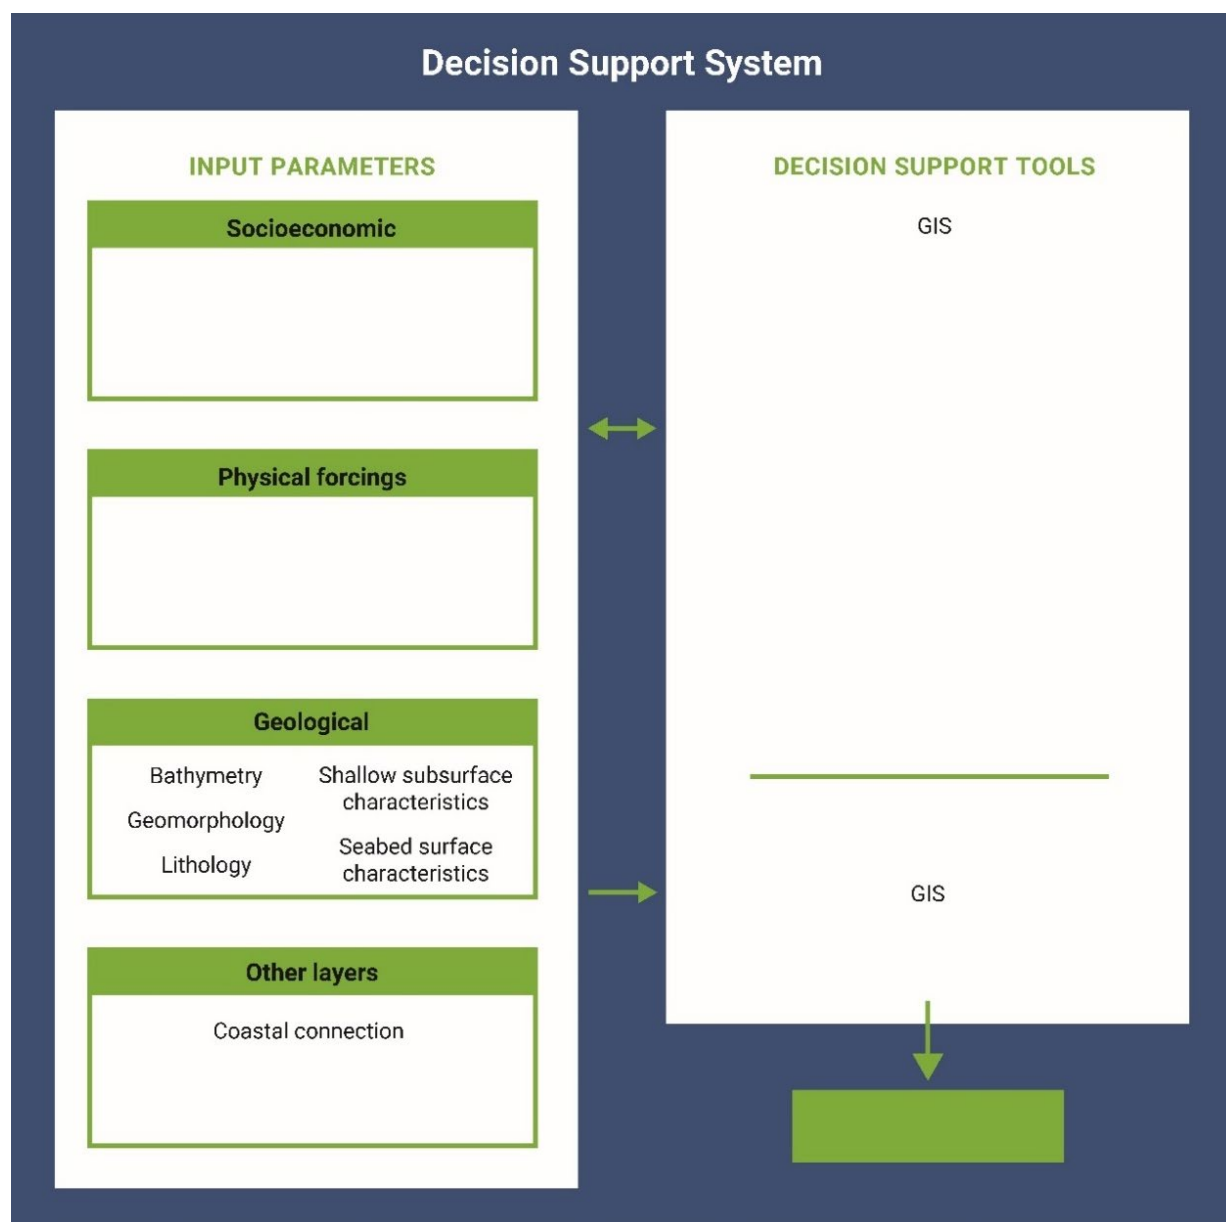 Decision Support System
INPUT PARAMETERS
Socioeconomic
Physical forcings
Geological
Bathymetry
Geomorphology
Lithology
Shallow subsurface
characteristics
Seabed surface
characteristics
Other layers
Coastal connection
DECISION SUPPORT TOOLS
GIS
GIS